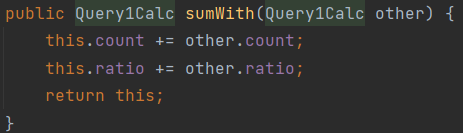 public Query1Calc sumWith(Query1Calc other) {
    this.count += other.count;
    this.ratio += other.ratio;
    return this;
}